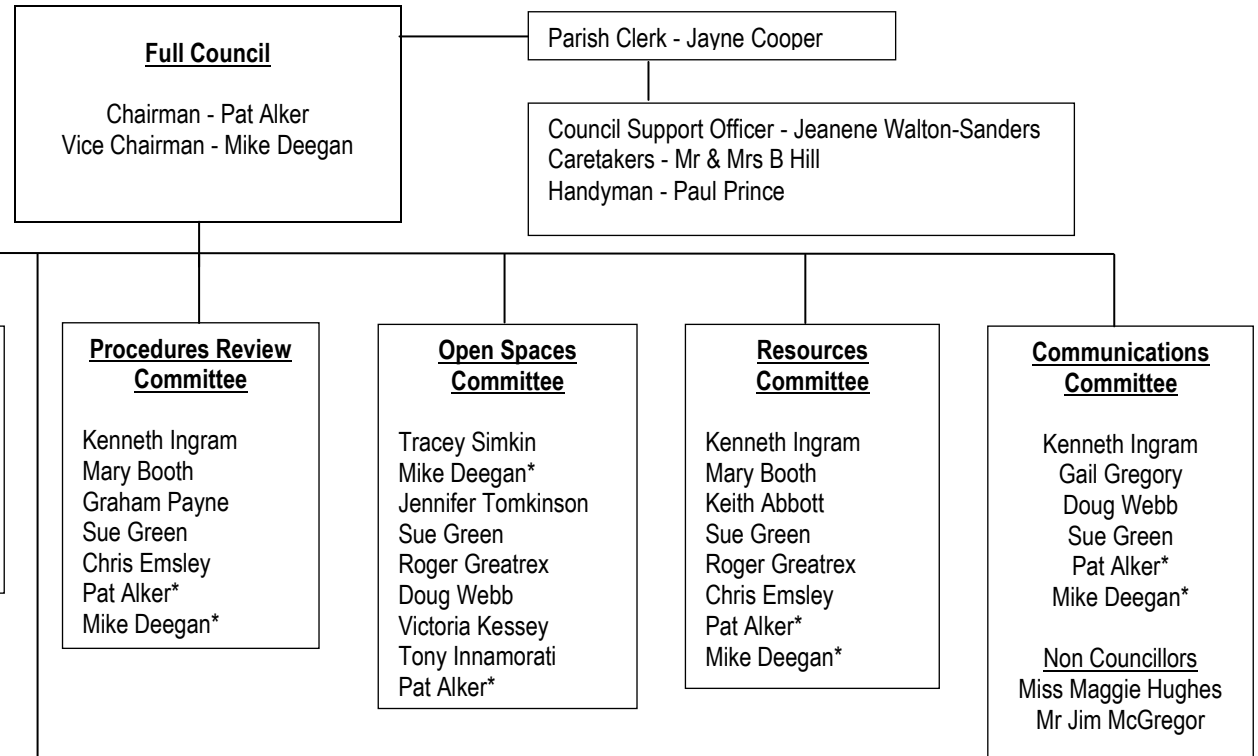 Full Council
Chairman - Pat Alker
Vice Chairman - Mike Deegan
Parish Clerk - Jayne Cooper
Council Support Officer - Jeanene Walton-Sanders
Caretakers - Mr & Mrs B Hill
Handyman - Paul Prince
Procedures Review
Committee
Kenneth Ingram
Mary Booth
Graham Payne
Sue Green
Chris Emsley
Pat Alker*
Mike Deegan*
Open Spaces
Committee
Tracey Simkin
Mike Deegan*
Jennifer Tomkinson
Sue Green
Roger Greatrex
Doug Webb
Victoria Kessey
Tony Innamorati
Pat Alker*
Resources
Committee
Kenneth Ingram
Mary Booth
Keith Abbott
Sue Green
Roger Greatrex
Chris Emsley
Pat Alker*
Mike Deegan*
Communications
Committee
Kenneth Ingram
Gail Gregory
Doug Webb
Sue Green
Pat Alker*
Mike Deegan*
Non Councillors
Miss Maggie Hughes
Mr Jim McGregor